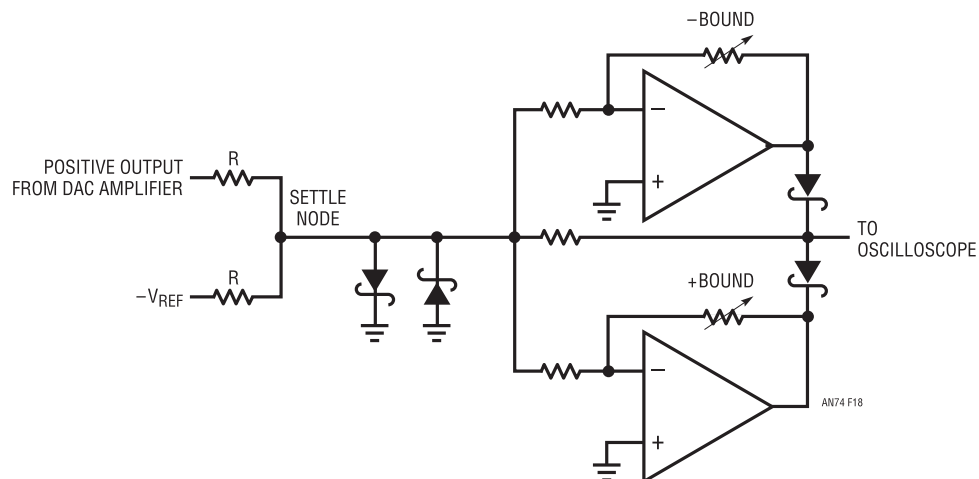 −BOUND
−
+
R
POSITIVE OUTPUT
FROM DAC AMPLIFIER
SETTLE
NODE
TO
OSCILLOSCOPE
R
−VREF
+BOUND
−
+
AN74 F18